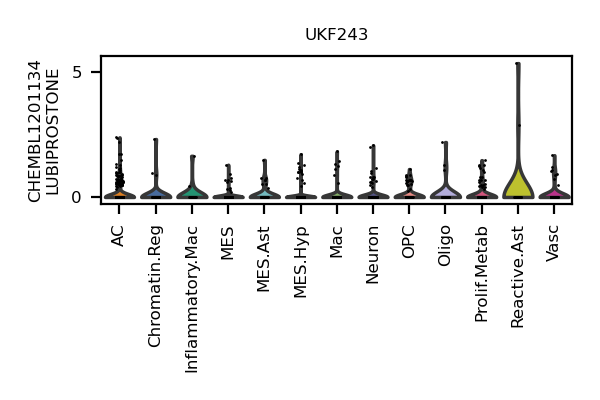 UKF243
CHEMBL1201134
LUBIPROSTONE
5
0
AC
Chromatin.Reg
Inflammatory.Mac
MES
MES.Ast
MES.Hyp
Mac
Neuron
OPC
Oligo
Prolif.Metab
Reactive.Ast
Vasc